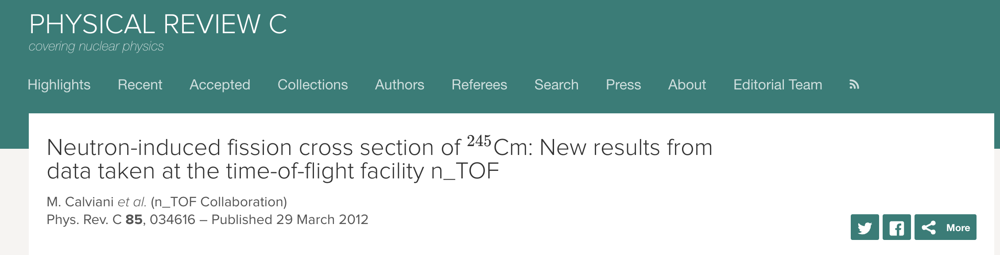 PHYSICAL REVIEW C
covering nuclear physics
Highlights Recent Accepted Collections Authors Referees Search Press About Editorial Team
Neutron-induced fission cross section of ²⁴⁵Cm: New results from
data taken at the time-of-flight facility n_TOF
M. Calviani et al. (n_TOF Collaboration)
Phys. Rev. C 85, 034616 – Published 29 March 2012
More